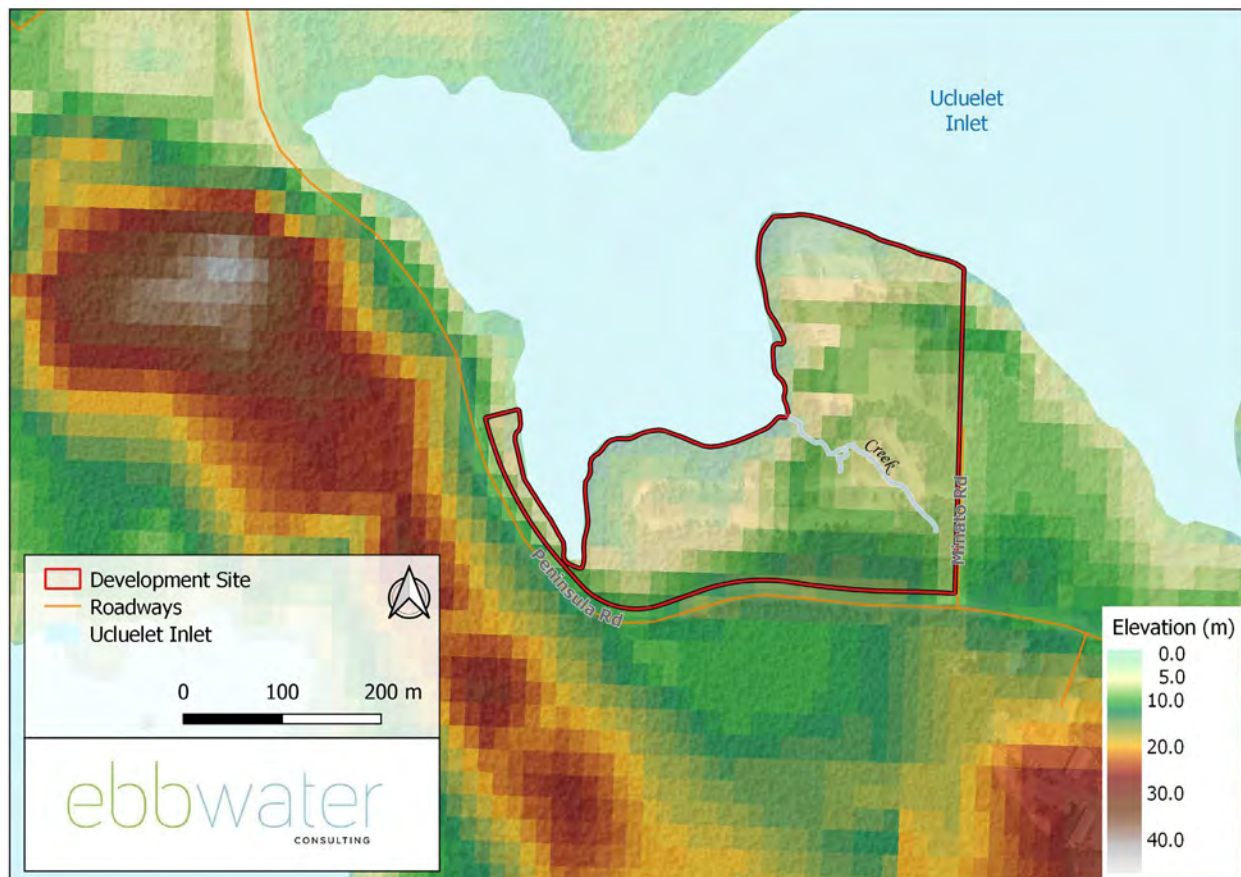 Ucluelet
Inlet
Creek
Minato Rd
Peninsula Rd
Development Site
Roadways
Ucluelet Inlet
0 100 200 m
ebbwater
CONSULTING
Elevation (m)
0.0
5.0
10.0
20.0
30.0
40.0